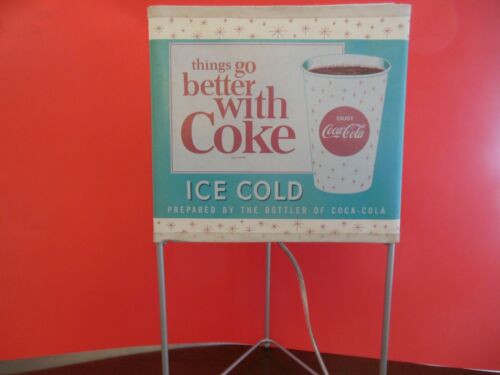 things go
better
with
Coke
ENJOY
Coca-Cola
ICE COLD
PREPARED BY THE BOTTLER OF COCA-COLA